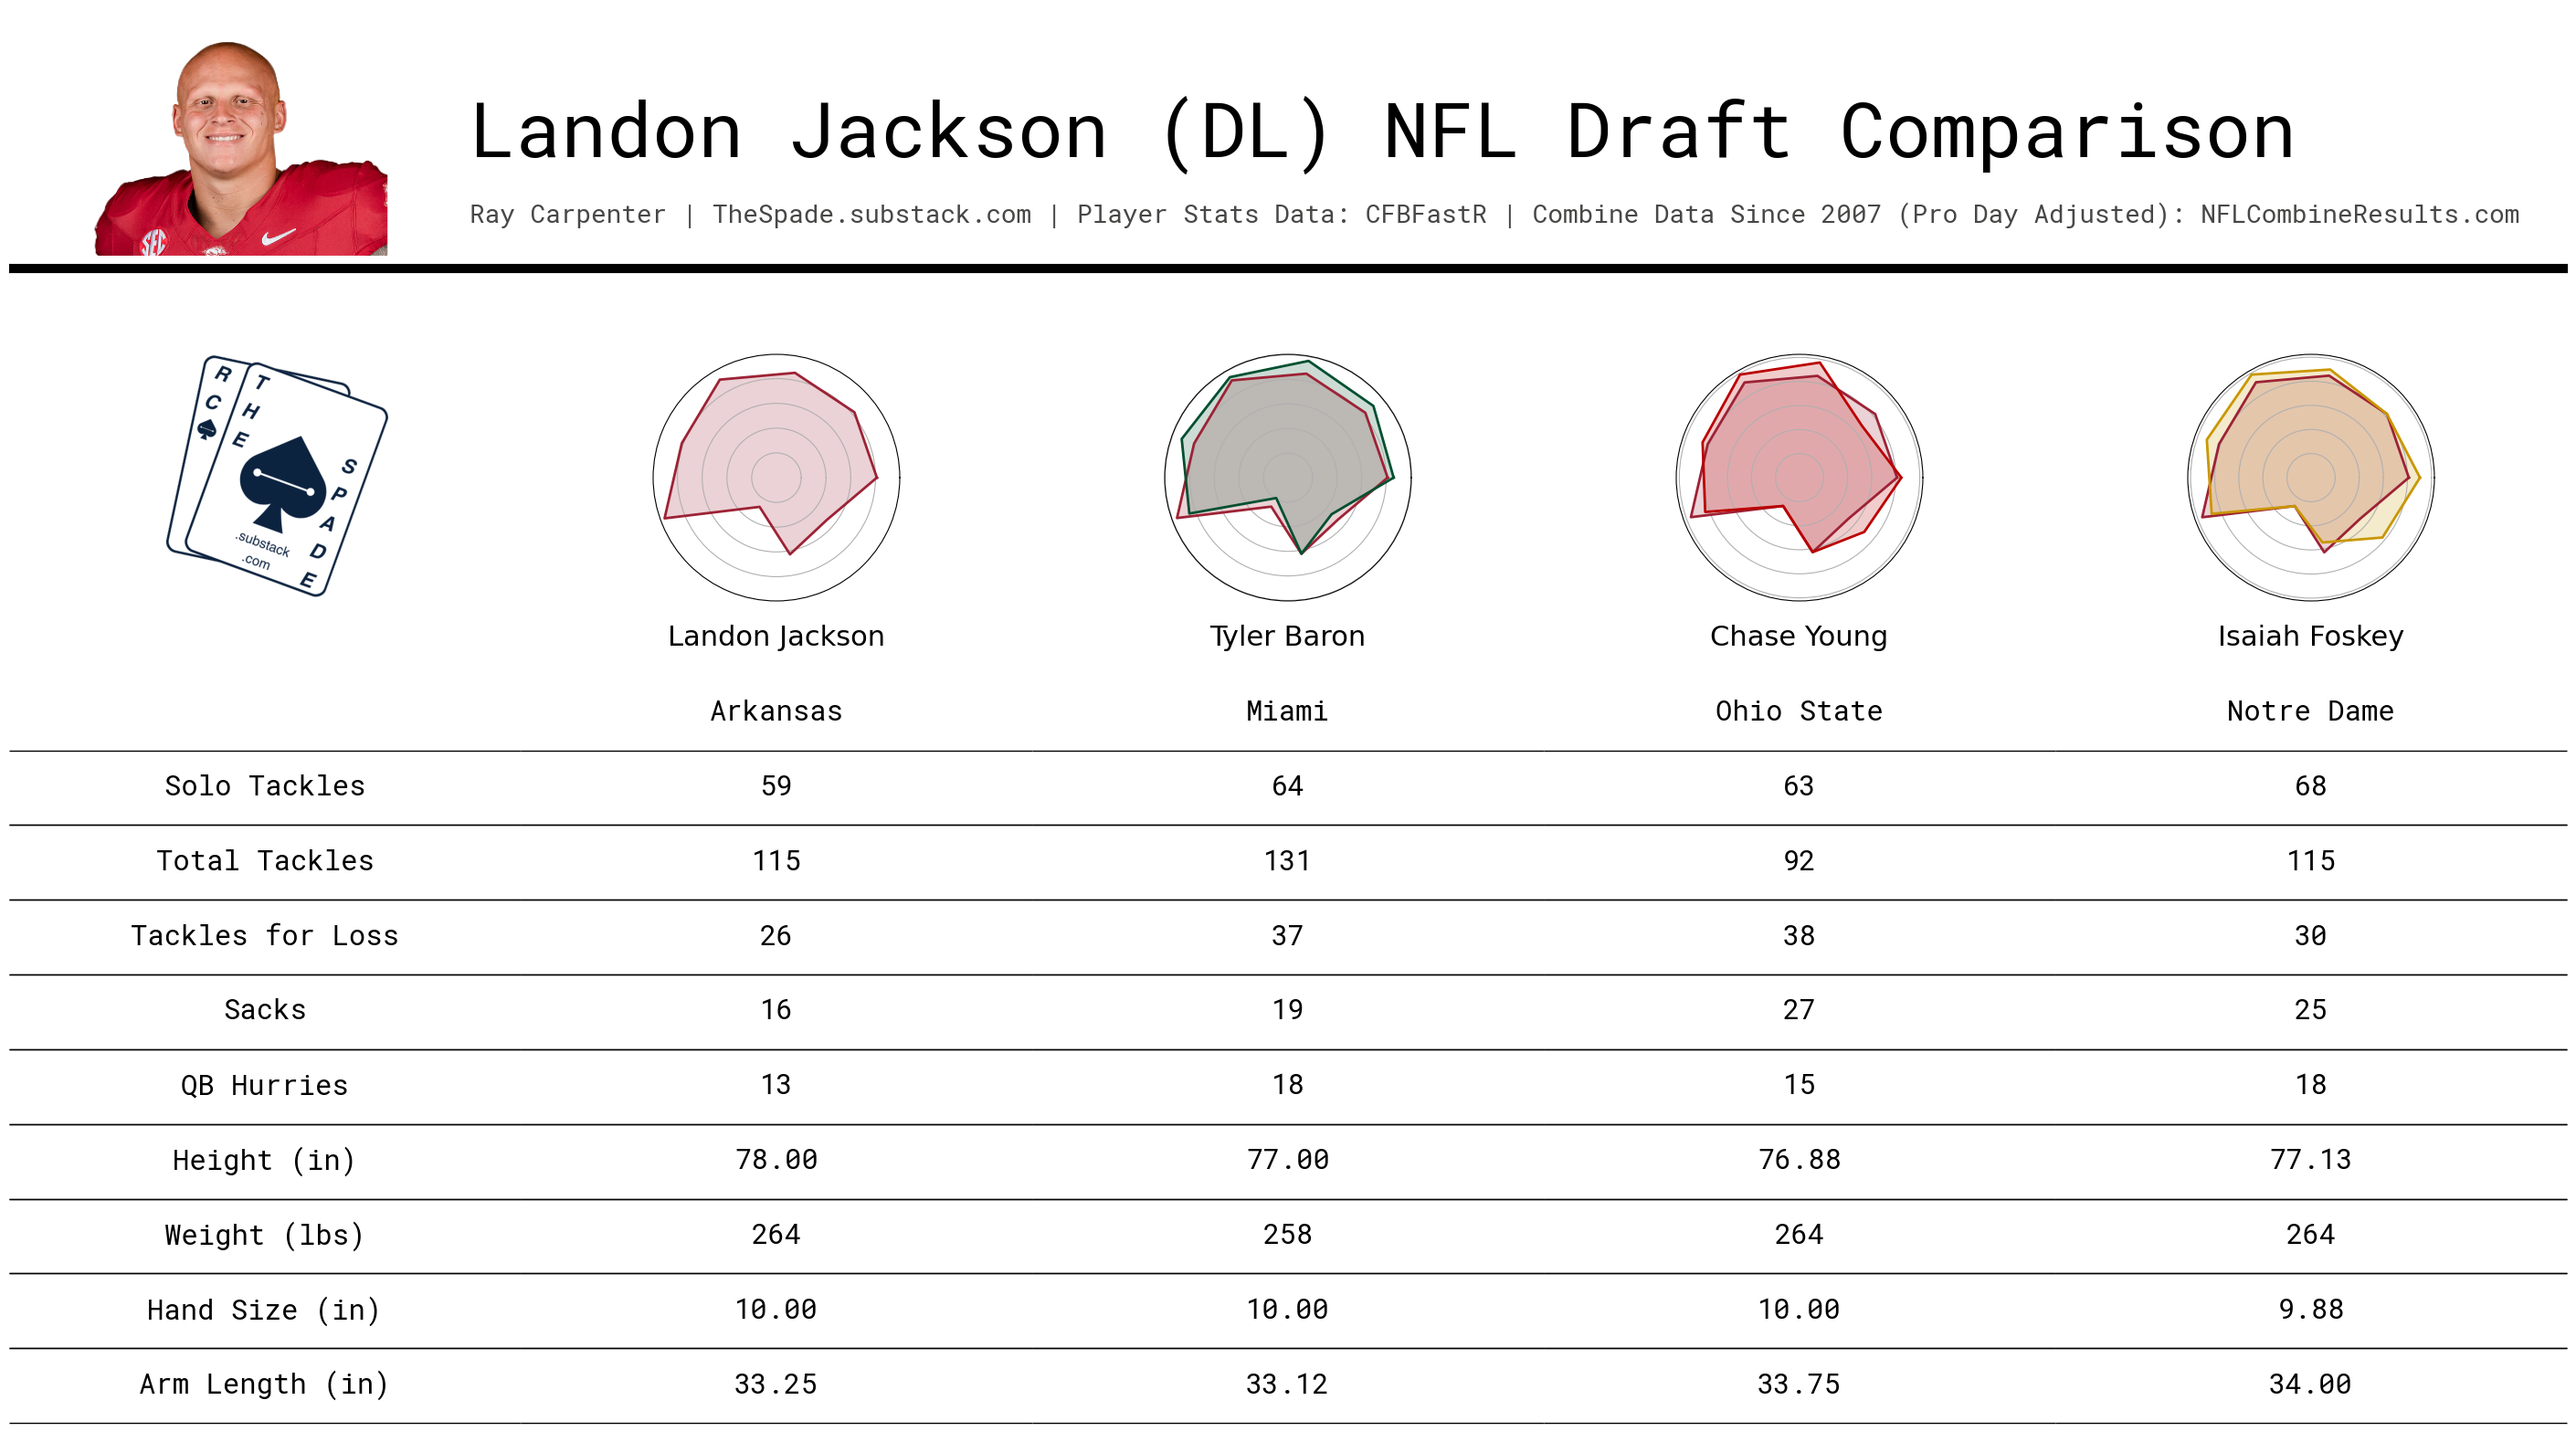 Landon Jackson (DL) NFL Draft Comparison
Ray Carpenter | TheSpade.substack.com | Player Stats Data: CFBFastR | Combine Data Since 2007 (Pro Day Adjusted): NFLCombineResults.com
SEC
RC
THE
SPADE
.substack
.com
Landon Jackson Tyler Baron Chase Young Isaiah Foskey
Arkansas Miami Ohio State Notre Dame
Solo Tackles 59 64 63 68
Total Tackles 115 131 92 115
Tackles for Loss 26 37 38 30
Sacks 16 19 27 25
QB Hurries 13 18 15 18
Height (in) 78.00 77.00 76.88 77.13
Weight (lbs) 264 258 264 264
Hand Size (in) 10.00 10.00 10.00 9.88
Arm Length (in) 33.25 33.12 33.75 34.00